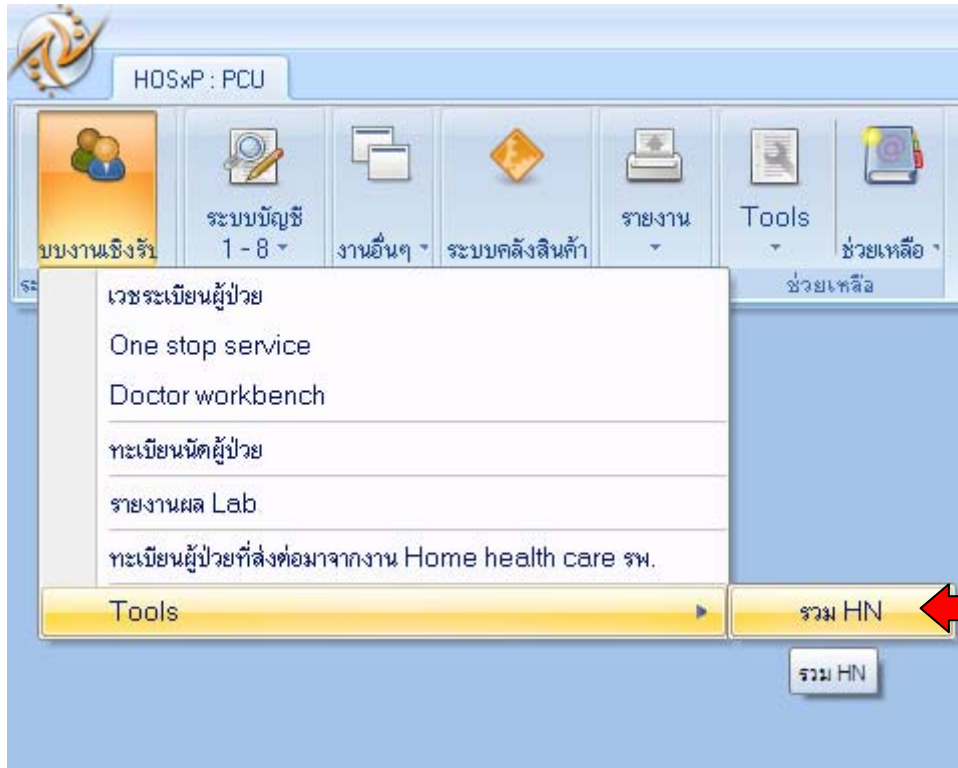 HOSxP : PCU
บบงานเชิงรับ
ระบบบัญชี
1 - 8
งานอื่นๆ
ระบบคลังสินค้า
รายงาน
Tools
ช่วยเหลือ
ระ
ช่วยเหลือ
เวชระเบียนผู้ป่วย
One stop service
Doctor workbench
ทะเบียนนัดผู้ป่วย
รายงานผล Lab
ทะเบียนผู้ป่วยที่ส่งต่อมาจากงาน Home health care รพ.
Tools
รวม HN
รวม HN